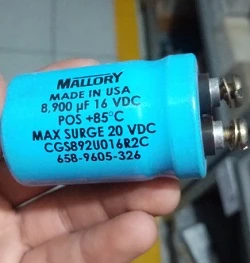 MALLORY
MADE IN USA
8,900 µF 16 VDC
POS +85°C
MAX SURGE 20 VDC
CGS892U016R2C
658-9605-326